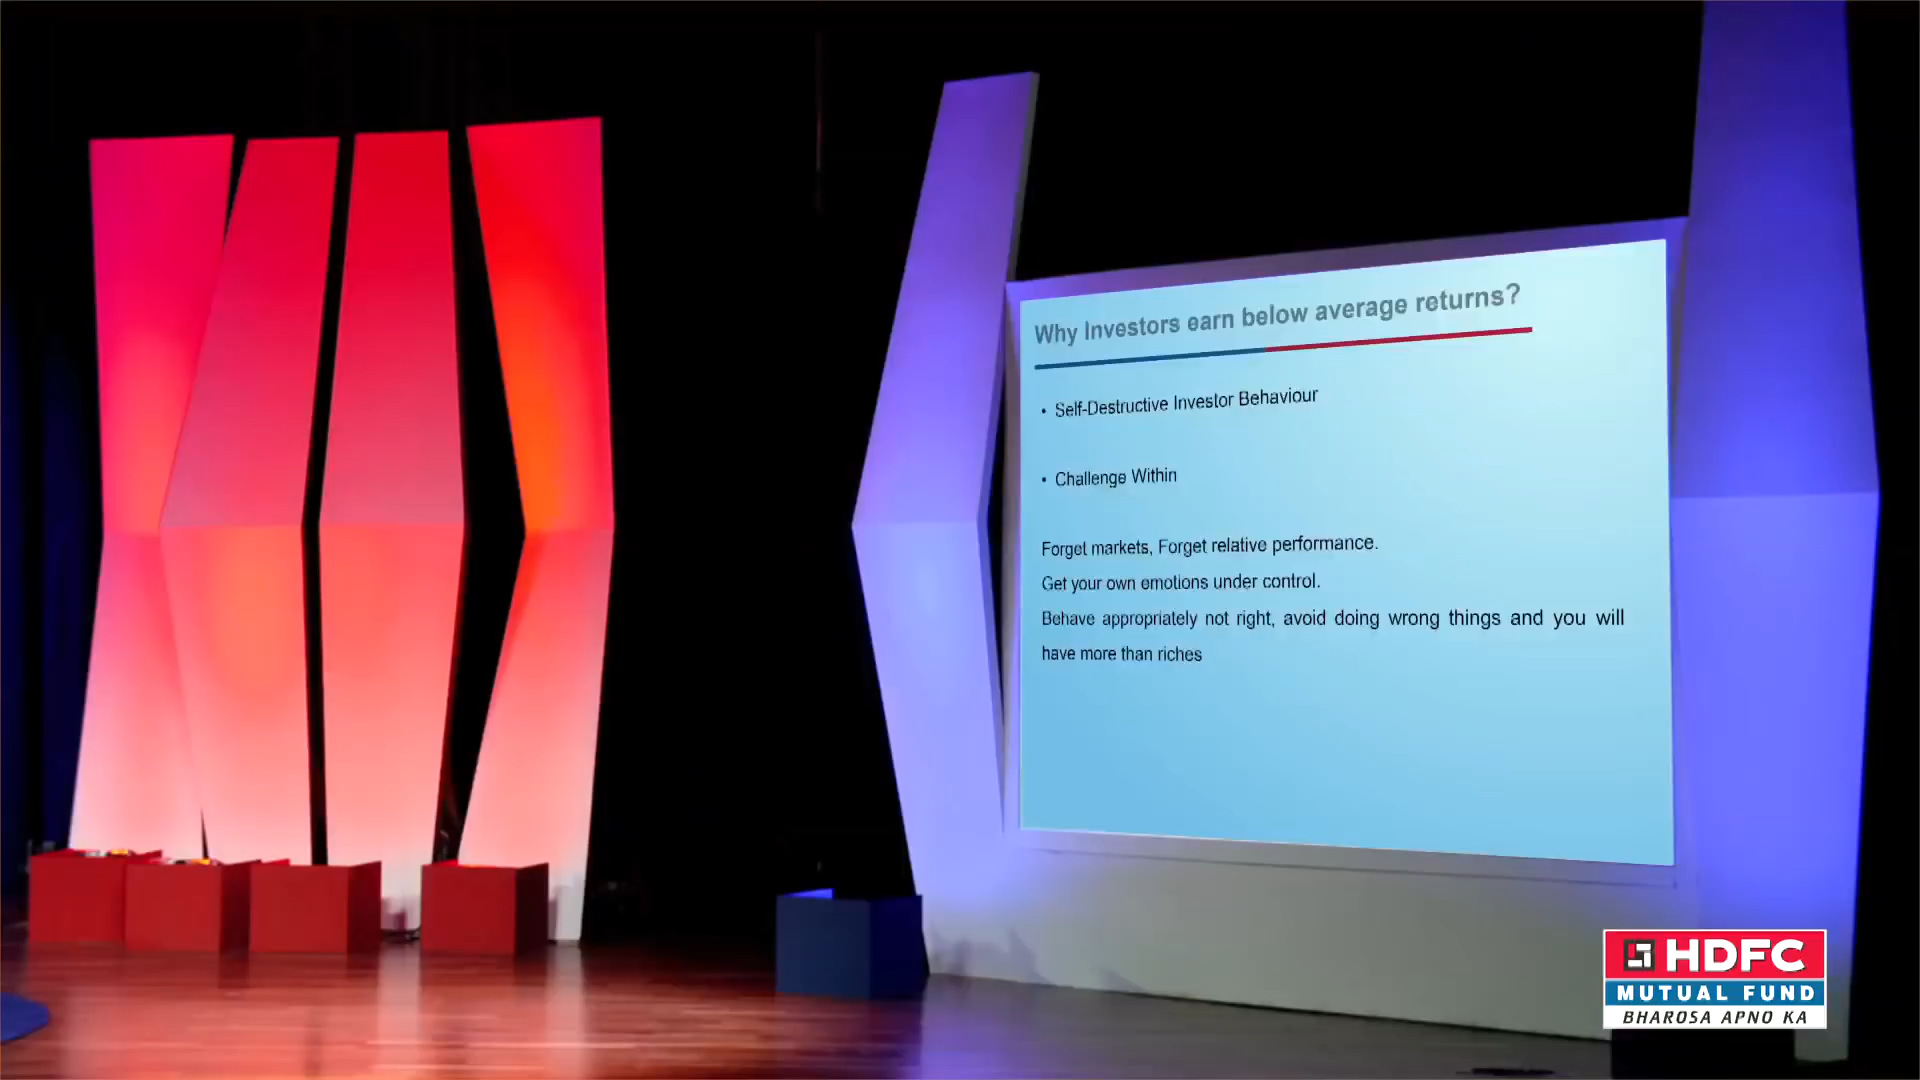 Why Investors earn below average returns?
• Self-Destructive Investor Behaviour
• Challenge Within
Forget markets, Forget relative performance.
Get your own emotions under control.
Behave appropriately not right, avoid doing wrong things and you will
have more than riches
HDFC
MUTUAL FUND
BHAROSA APNO KA